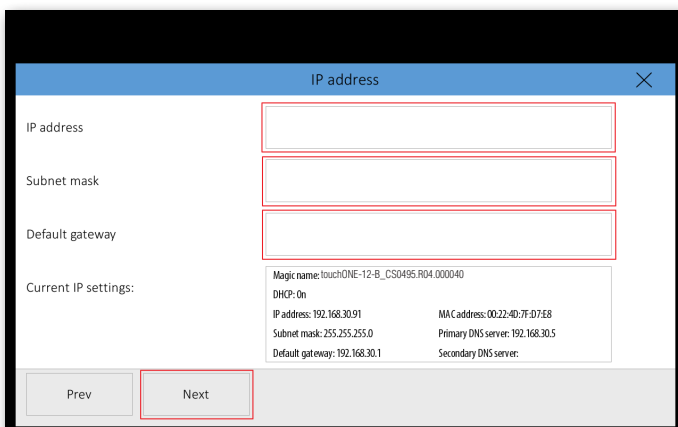 IP address
IP address
Subnet mask
Default gateway
Current IP settings:
Magic name: touchONE-12-B_CS0495.R04.000040
DHCP: On
IP address: 192.168.30.91 MAC address: 00:22:4D:7F:D7:E8
Subnet mask: 255.255.255.0 Primary DNS server: 192.168.30.5
Default gateway: 192.168.30.1 Secondary DNS server:
Prev Next